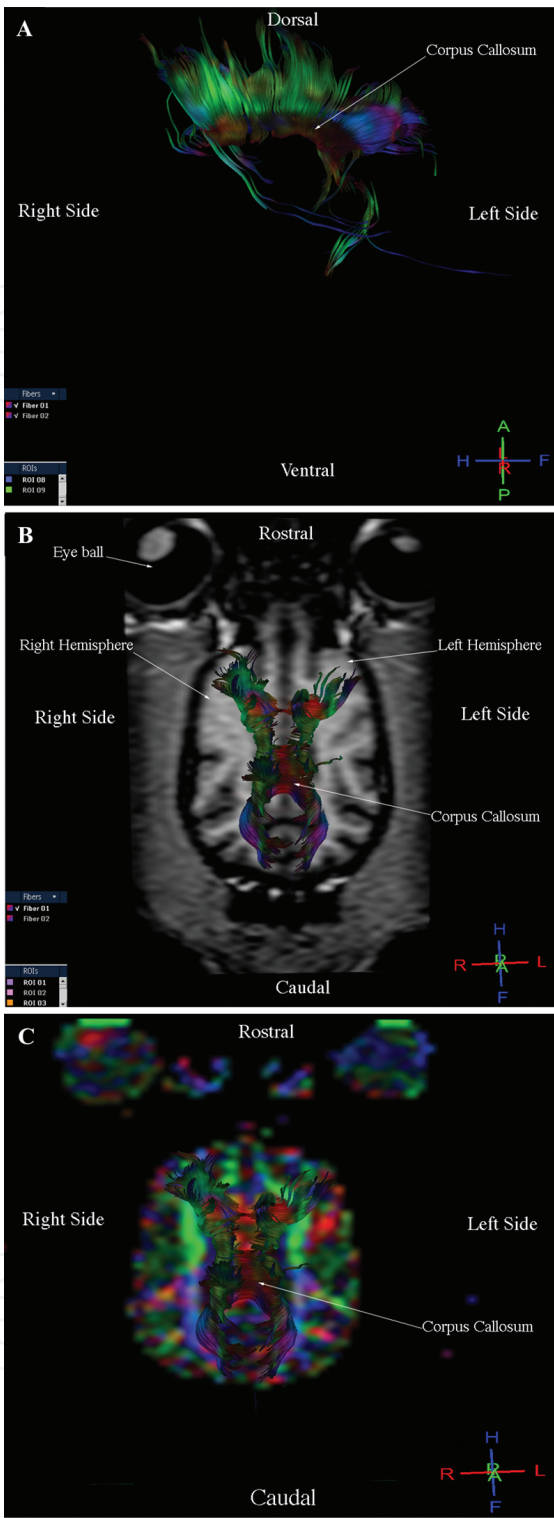 A
Dorsal
Corpus Callosum
Right Side
Left Side
Fibers
Fiber 01
Fiber 02
ROIs
ROI 08
ROI 09
Ventral
A
H
L
R
F
P
B
Rostral
Eye ball
Right Hemisphere
Left Hemisphere
Right Side
Left Side
Corpus Callosum
Fibers
Fiber 01
Fiber 02
ROIs
ROI 01
ROI 02
ROI 03
Caudal
H
R
P
A
L
F
C
Rostral
Right Side
Left Side
Corpus Callosum
Caudal
H
R
P
A
L
F